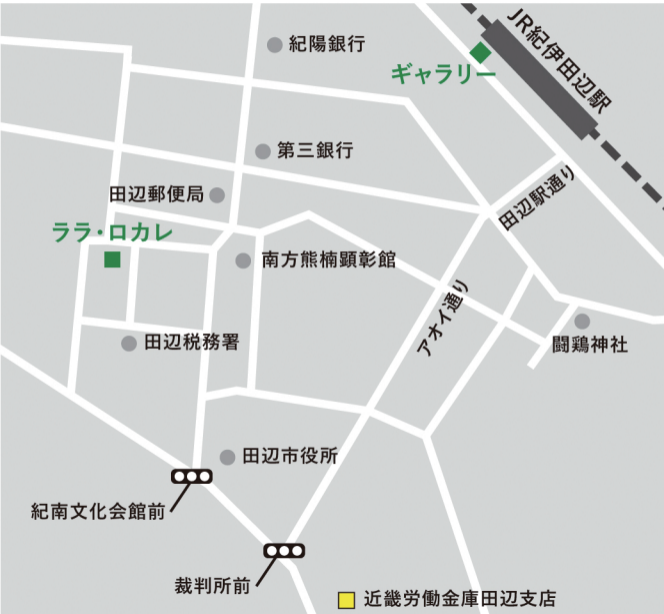 紀陽銀行
JR紀伊田辺駅
ギャラリー
第三銀行
田辺郵便局
田辺駅通り
ララ・ロカレ
南方熊楠顕彰館
アオイ通り
田辺税務署
闘鶏神社
田辺市役所
紀南文化会館前
裁判所前
近畿労働金庫田辺支店